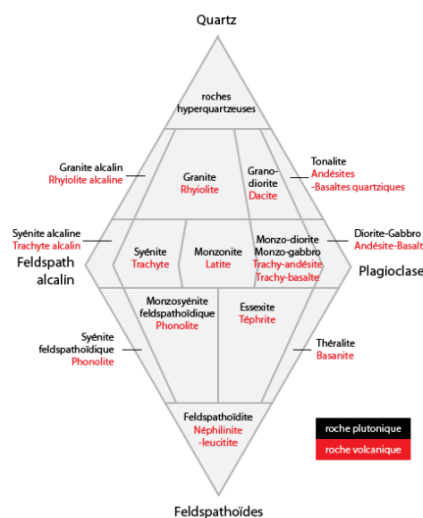 Quartz
roches
hyperquartzeuses
Granite alcalin
Rhyiolite alcaline
Granite
Rhyiolite
Grano-
diorite
Dacite
Tonalite
Andésites
-Basaltes quartziques
Syénite alcaline
Trachyte alcalin
Syénite
Trachyte
Monzonite
Latite
Monzo-diorite
Monzo-gabbro
Trachy-andésite
Trachy-basalte
Diorite-Gabbro
Andésite-Basalt
Feldspath
alcalin
Plagioclase
Monzosyénite
feldspathoïdique
Phonolite
Essexite
Téphrite
Syénite
feldspathoïdique
Phonolite
Théralite
Basanite
Feldspathoïdite
Néphilinite
-leucitite
roche plutonique
roche volcanique
Feldspathoïdes